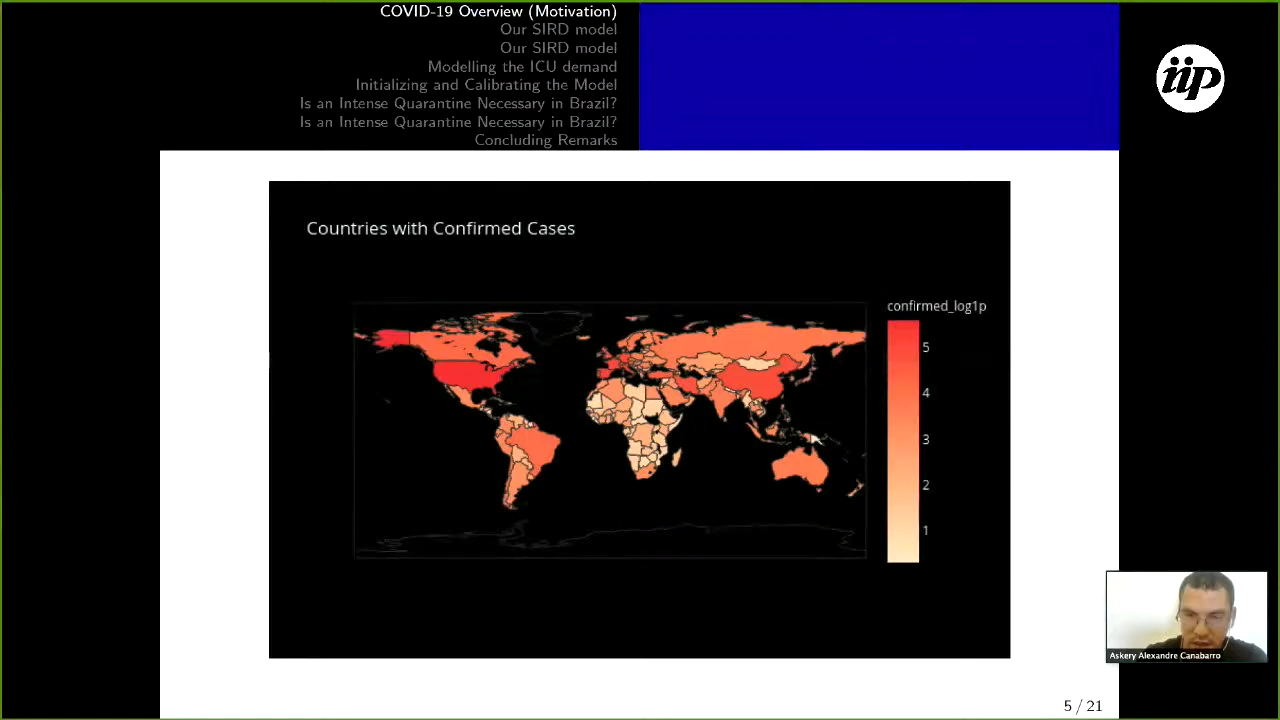 COVID-19 Overview (Motivation)
Our SIRD model
Our SIRD model
Modelling the ICU demand
Initializing and Calibrating the Model
Is an Intense Quarantine Necessary in Brazil?
Is an Intense Quarantine Necessary in Brazil?
Concluding Remarks
iip
Countries with Confirmed Cases
confirmed_log1p
5
4
3
2
1
Askery Alexandre Canabarro
5 / 21